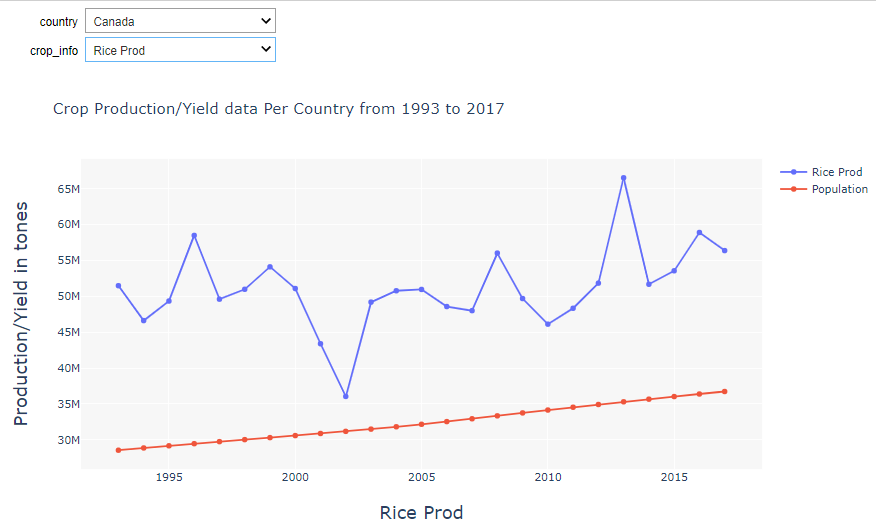 country Canada
crop_info Rice Prod
Crop Production/Yield data Per Country from 1993 to 2017
Rice Prod
Population
Production/Yield in tones
65M
60M
55M
50M
45M
40M
35M
30M
1995 2000 2005 2010 2015
Rice Prod